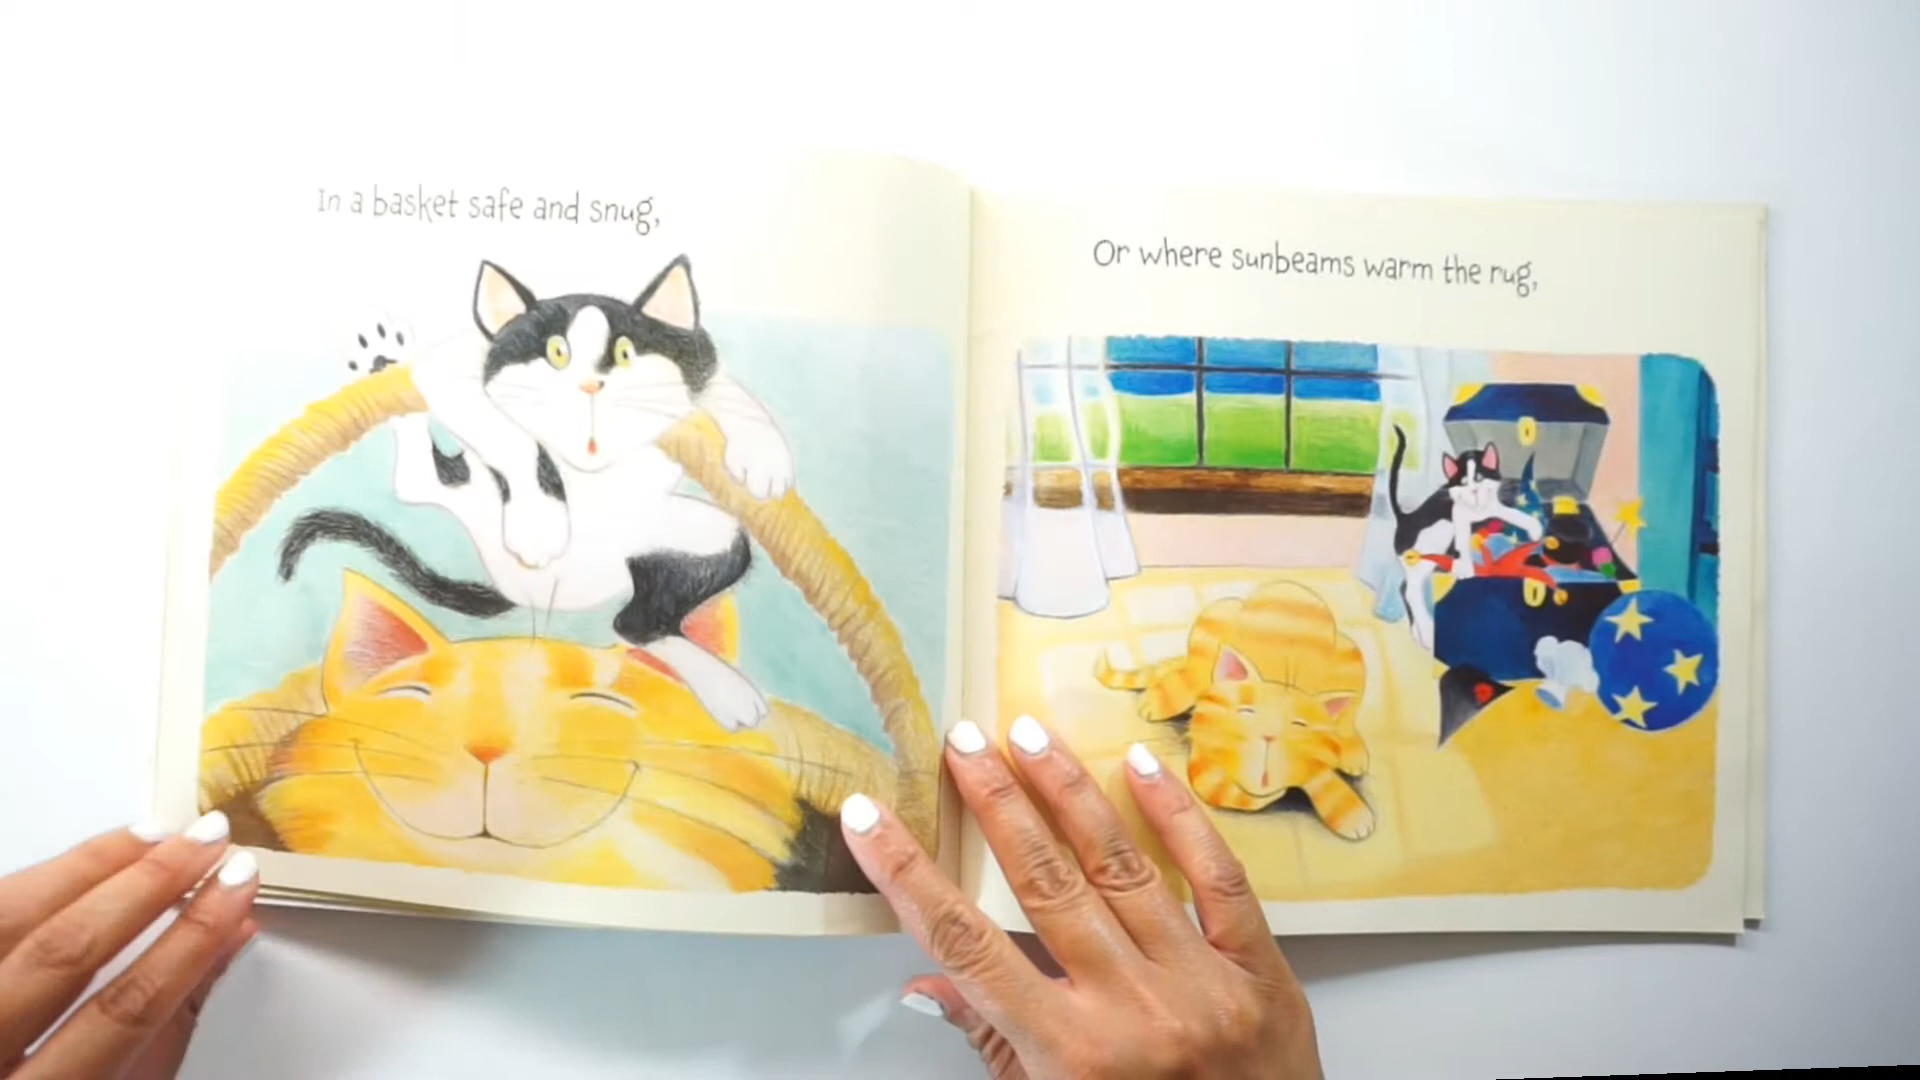 In a basket safe and snug,
Or where sunbeams warm the rug,